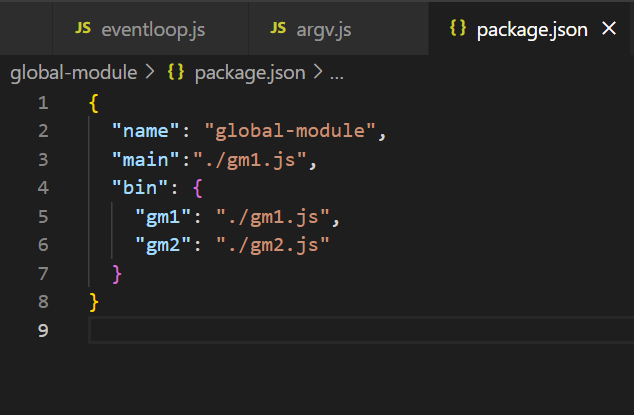 JS eventloop.js JS argv.js {} package.json ×
global-module > {} package.json > ...
1 {
2   "name": "global-module",
3   "main":"./gm1.js",
4   "bin": {
5     "gm1": "./gm1.js",
6     "gm2": "./gm2.js"
7   }
8 }
9